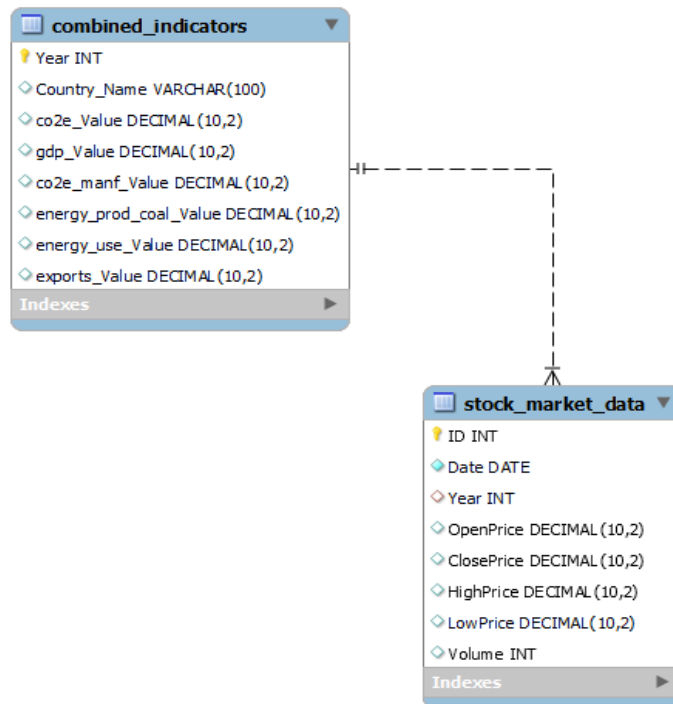 combined_indicators
Year INT
Country_Name VARCHAR(100)
co2e_Value DECIMAL(10,2)
gdp_Value DECIMAL(10,2)
co2e_manf_Value DECIMAL(10,2)
energy_prod_coal_Value DECIMAL(10,2)
energy_use_Value DECIMAL(10,2)
exports_Value DECIMAL(10,2)
Indexes
stock_market_data
ID INT
Date DATE
Year INT
OpenPrice DECIMAL(10,2)
ClosePrice DECIMAL(10,2)
HighPrice DECIMAL(10,2)
LowPrice DECIMAL(10,2)
Volume INT
Indexes